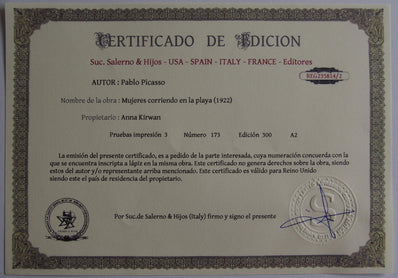 CERTIFICADO DE EDICION
Suc. Salerno & Hijos - USA - SPAIN - ITALY - FRANCE - Editores
REG255814/2
AUTOR : Pablo Picasso
Nombre de la obra : Mujeres corriendo en la playa (1922)
Propietario : Anna Kirwan
Pruebas impresión 3 Número 173 Edición 300 A2
La emisión del presente certificado, es a pedido de la parte interesada, cuya numeración concuerda con la
que se encuentra inscripta a lápiz en la misma obra. Este certificado no genera derechos sobre la obra, siendo
estos del autor y/o representante arriba mencionado. Este certificado es válido para Reino Unido
siendo este el país de residencia del propietario.
Por Suc.de Salerno & Hijos (Italy) firmo y signo el presente